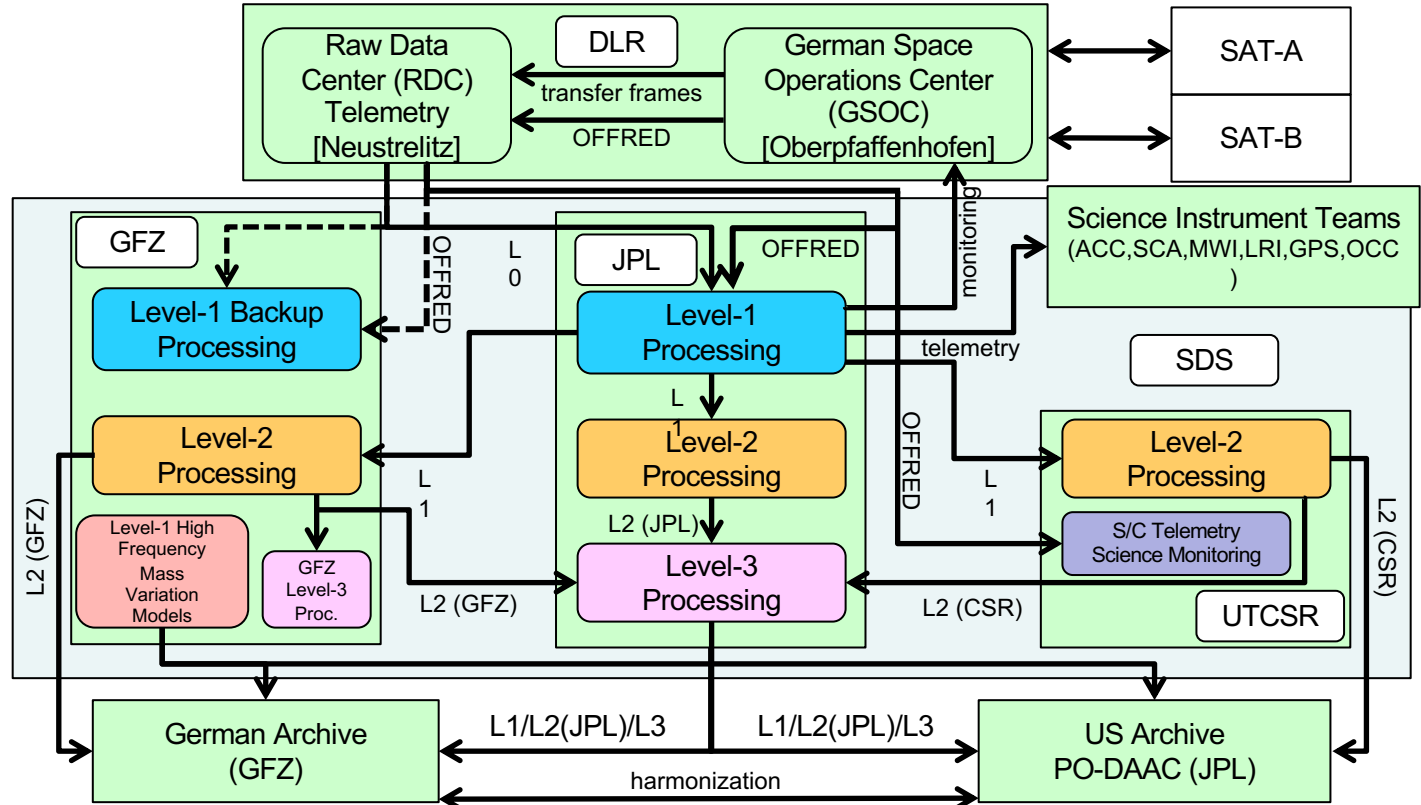 Raw Data
Center (RDC)
Telemetry
[Neustrelitz]
DLR
transfer frames
OFFRED
German Space
Operations Center
(GSOC)
[Oberpfaffenhofen]
SAT-A
SAT-B
GFZ
OFFRED
L
0
JPL
OFFRED
monitoring
Science Instrument Teams
(ACC,SCA,MWI,LRI,GPS,OCC
)
Level-1 Backup
Processing
Level-1
Processing
telemetry
SDS
L
1
Level-2
Processing
L
1
Level-2
Processing
OFFRED
L
1
Level-2
Processing
L2 (GFZ)
Level-1 High
Frequency
Mass
Variation
Models
GFZ
Level-3
Proc.
L2 (GFZ)
L2 (JPL)
Level-3
Processing
L2 (CSR)
S/C Telemetry
Science Monitoring
UTCSR
L2 (CSR)
German Archive
(GFZ)
L1/L2(JPL)/L3
L1/L2(JPL)/L3
harmonization
US Archive
PO-DAAC (JPL)